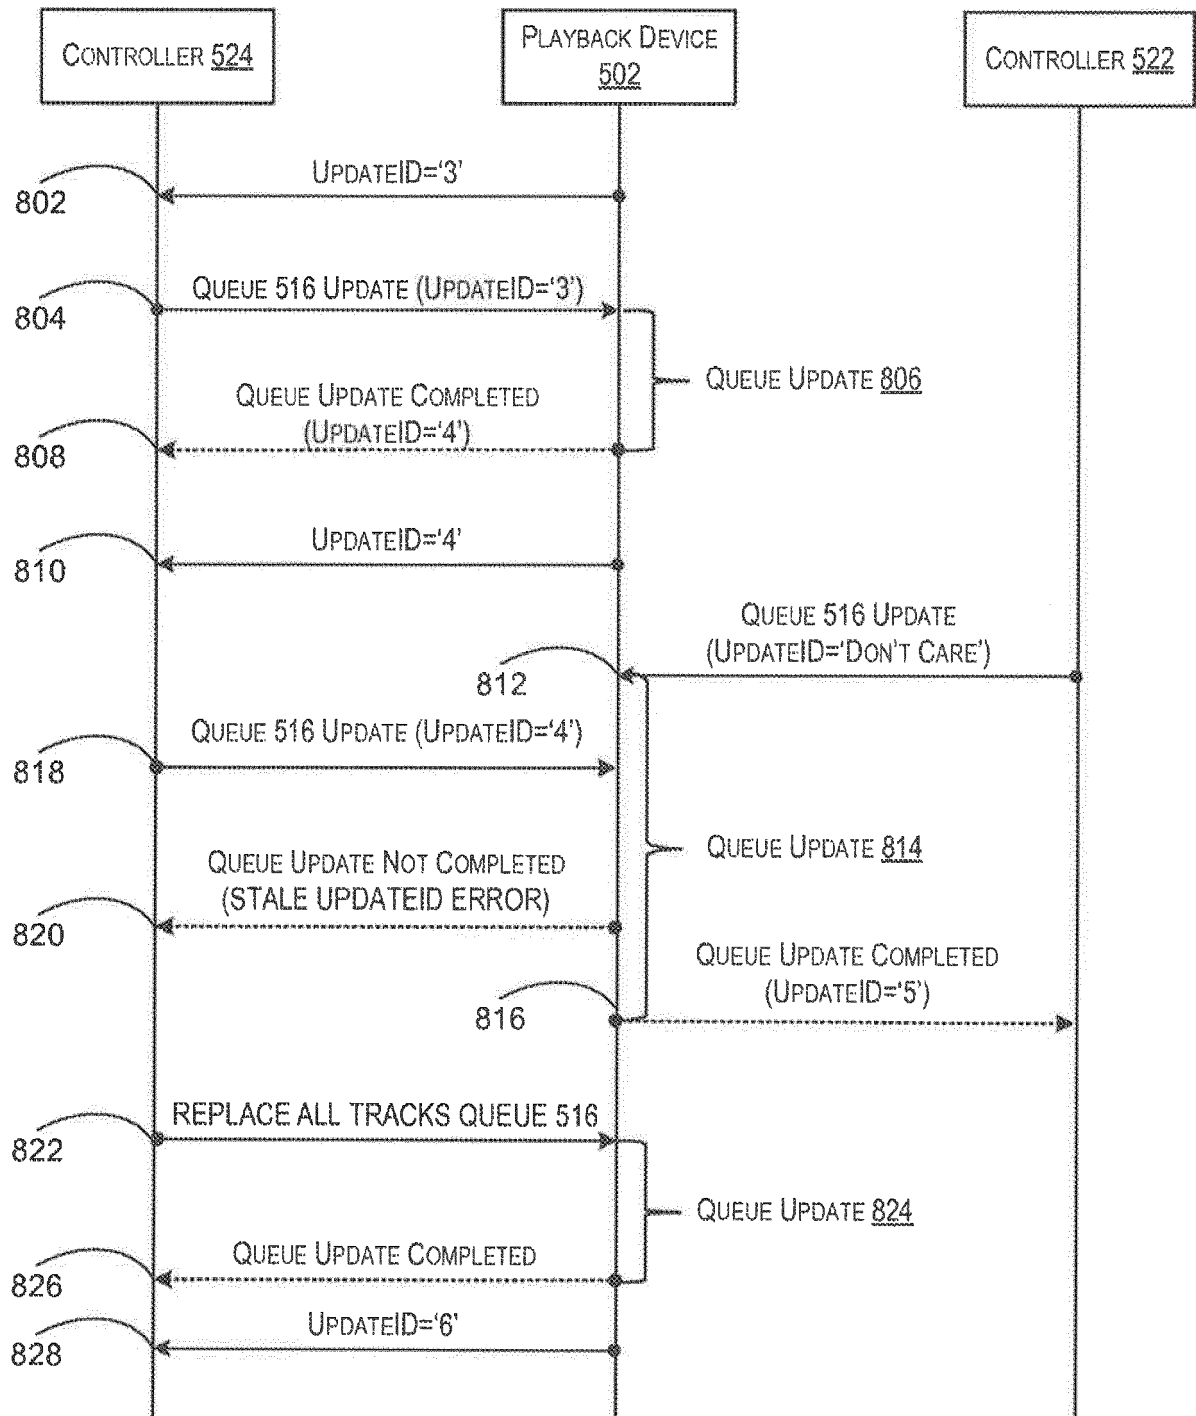 CONTROLLER 524
PLAYBACK DEVICE
502
CONTROLLER 522
UPDATEID='3'
802
QUEUE 516 UPDATE (UPDATEID='3')
804
QUEUE UPDATE 806
QUEUE UPDATE COMPLETED
(UPDATEID='4')
808
UPDATEID='4'
810
QUEUE 516 UPDATE
(UPDATEID='DON'T CARE')
812
QUEUE 516 UPDATE (UPDATEID='4')
818
QUEUE UPDATE 814
QUEUE UPDATE NOT COMPLETED
(STALE UPDATEID ERROR)
820
QUEUE UPDATE COMPLETED
(UPDATEID='5')
816
REPLACE ALL TRACKS QUEUE 516
822
QUEUE UPDATE 824
QUEUE UPDATE COMPLETED
826
UPDATEID='6'
828